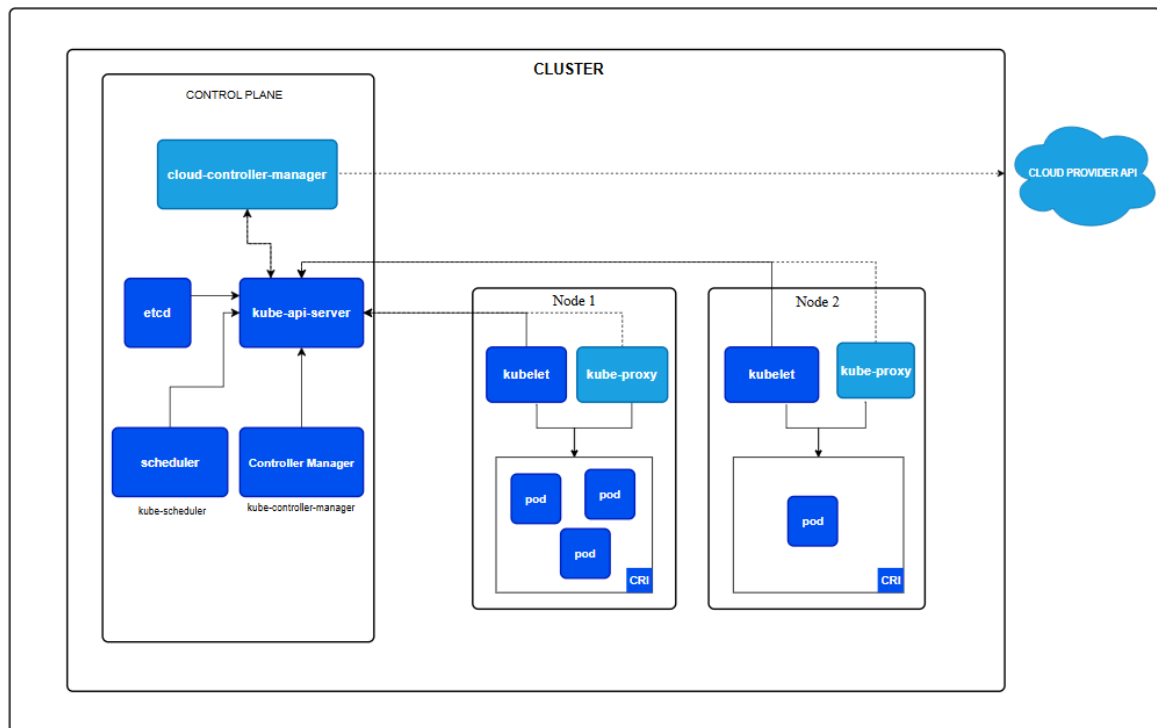 CLUSTER
CONTROL PLANE
cloud-controller-manager
CLOUD PROVIDER API
etcd
kube-api-server
scheduler
kube-scheduler
Controller Manager
kube-controller-manager
Node 1
kubelet
kube-proxy
pod
pod
pod
CRI
Node 2
kubelet
kube-proxy
pod
CRI